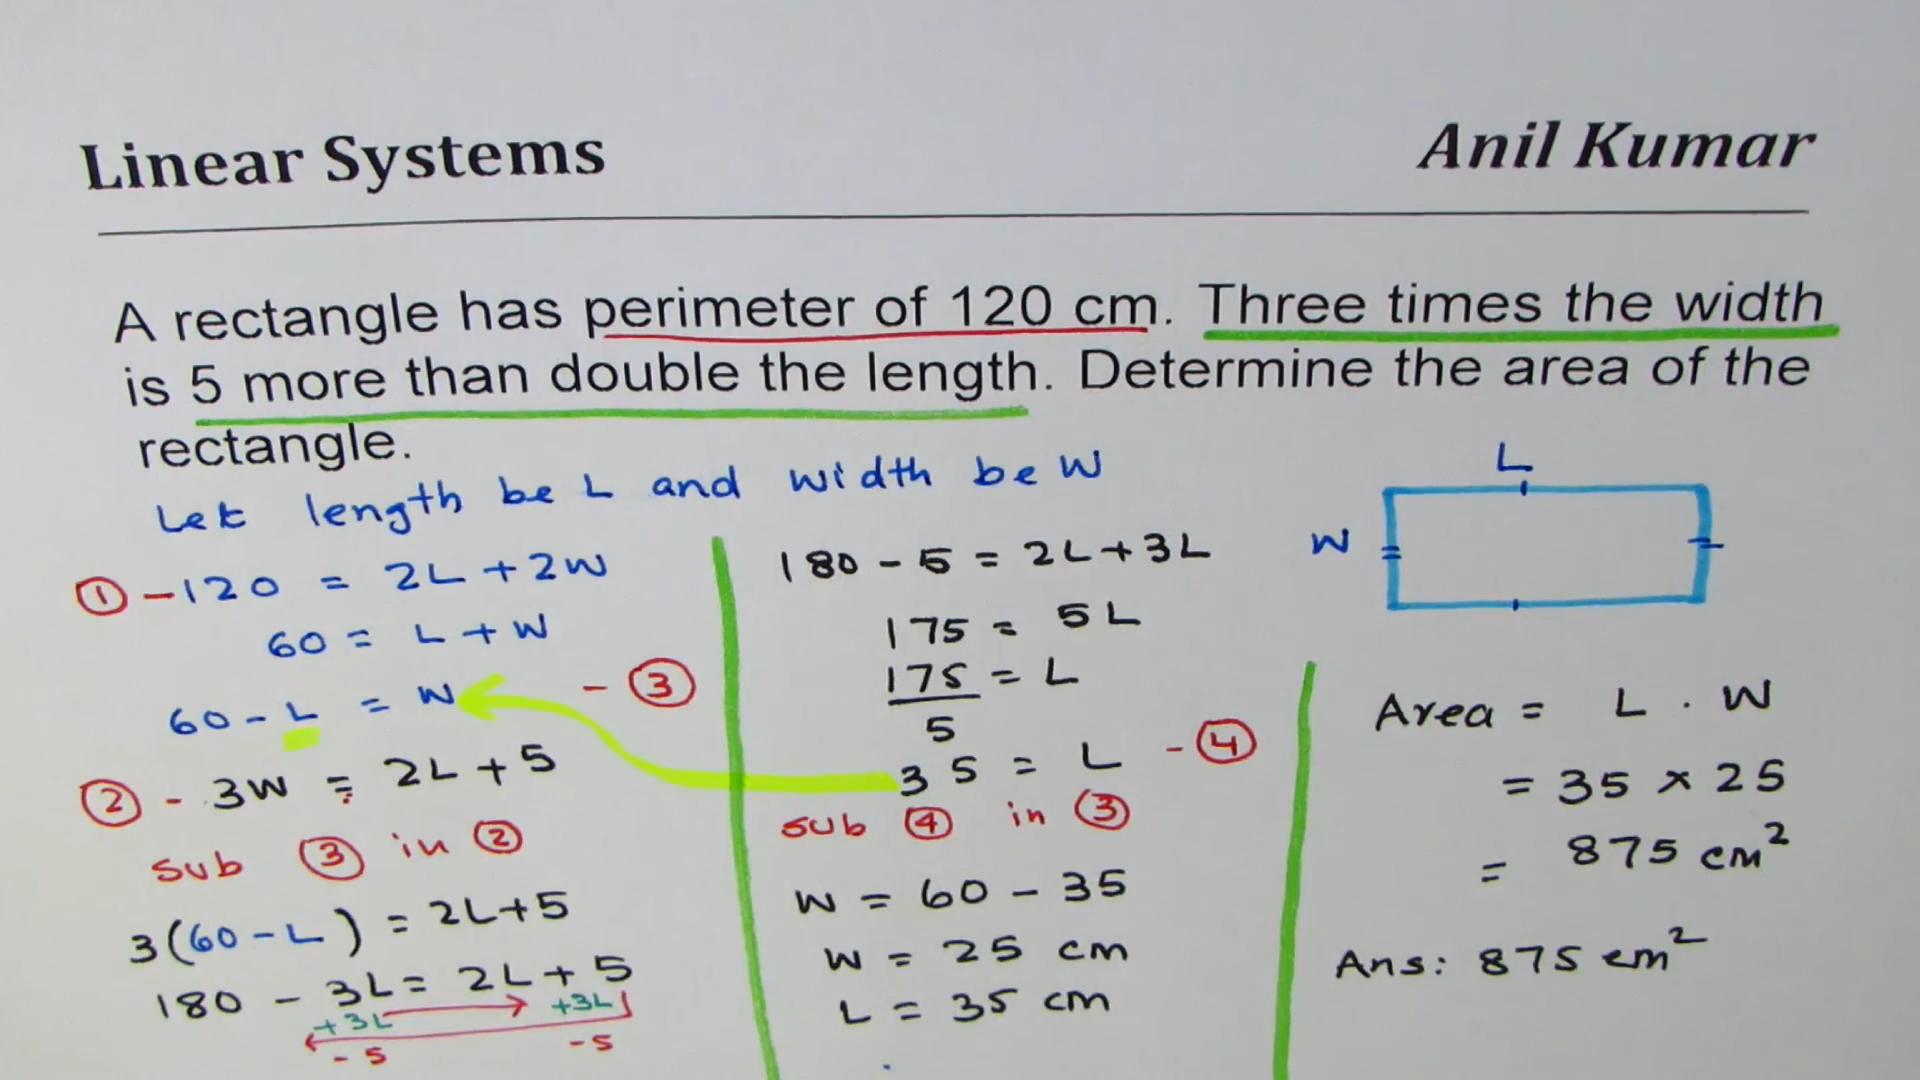 Linear Systems
Anil Kumar
A rectangle has perimeter of 120 cm. Three times the width
is 5 more than double the length. Determine the area of the
rectangle.
Let length be L and width be W
① - 120 = 2L + 2W
60 = L + W
60 - L = W - ③
② - 3W = 2L + 5
Sub ③ in ②
3(60 - L) = 2L + 5
180 - 3L = 2L + 5
+3L +3L
- 5 - 5
180 - 5 = 2L + 3L
175 = 5L
175 = L
5
35 = L - ④
Sub ④ in ③
W = 60 - 35
W = 25 cm
L = 35 cm
L
W
Area = L . W
= 35 × 25
= 875 cm²
Ans: 875 cm²